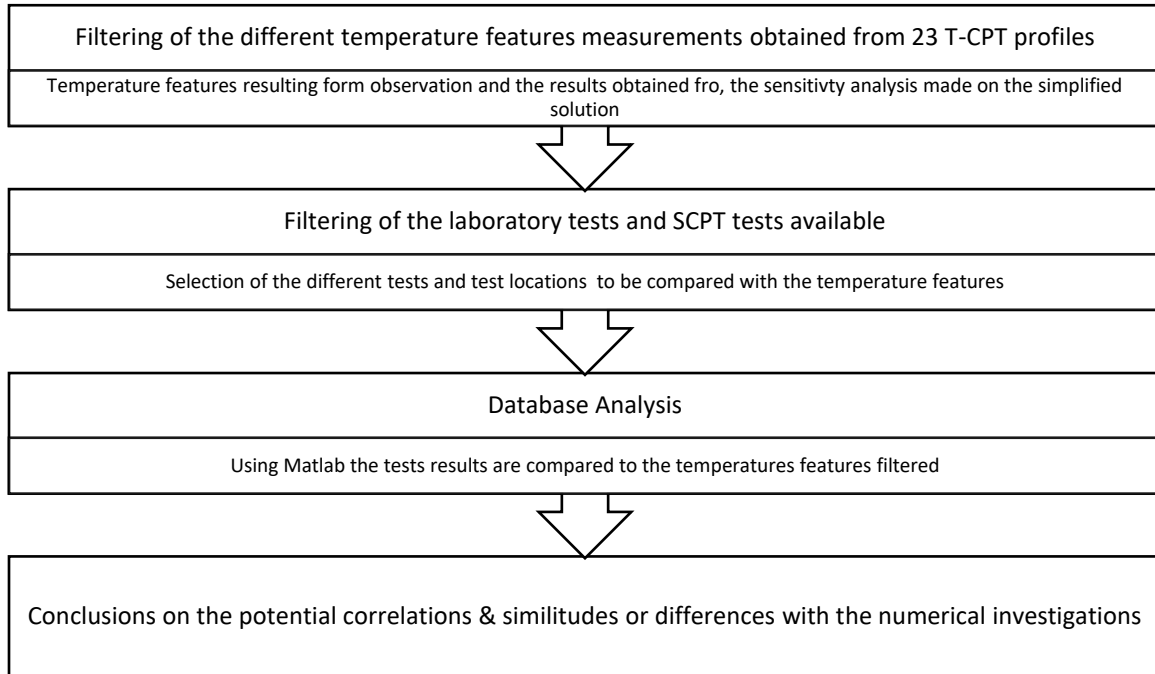 Filtering of the different temperature features measurements obtained from 23 T-CPT profiles
Temperature features resulting form observation and the results obtained fro, the sensitivty analysis made on the simplified
solution
Filtering of the laboratory tests and SCPT tests available
Selection of the different tests and test locations to be compared with the temperature features
Database Analysis
Using Matlab the tests results are compared to the temperatures features filtered
Conclusions on the potential correlations & similitudes or differences with the numerical investigations